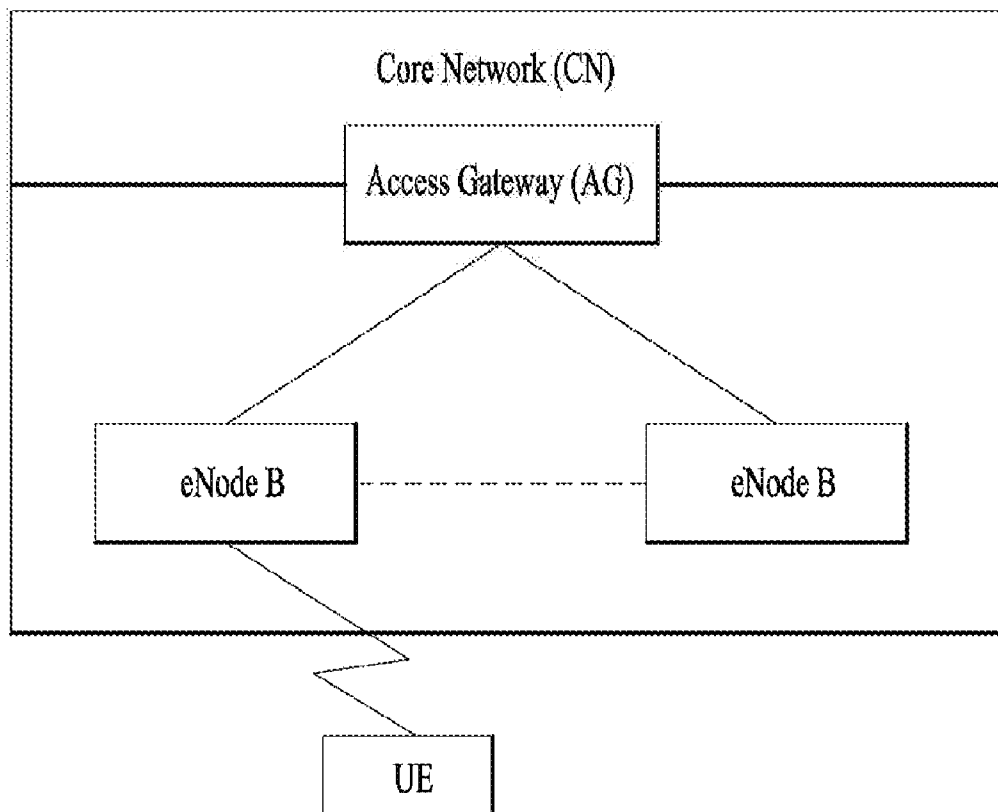 Core Network (CN)
Access Gateway (AG)
eNode B
eNode B
UE